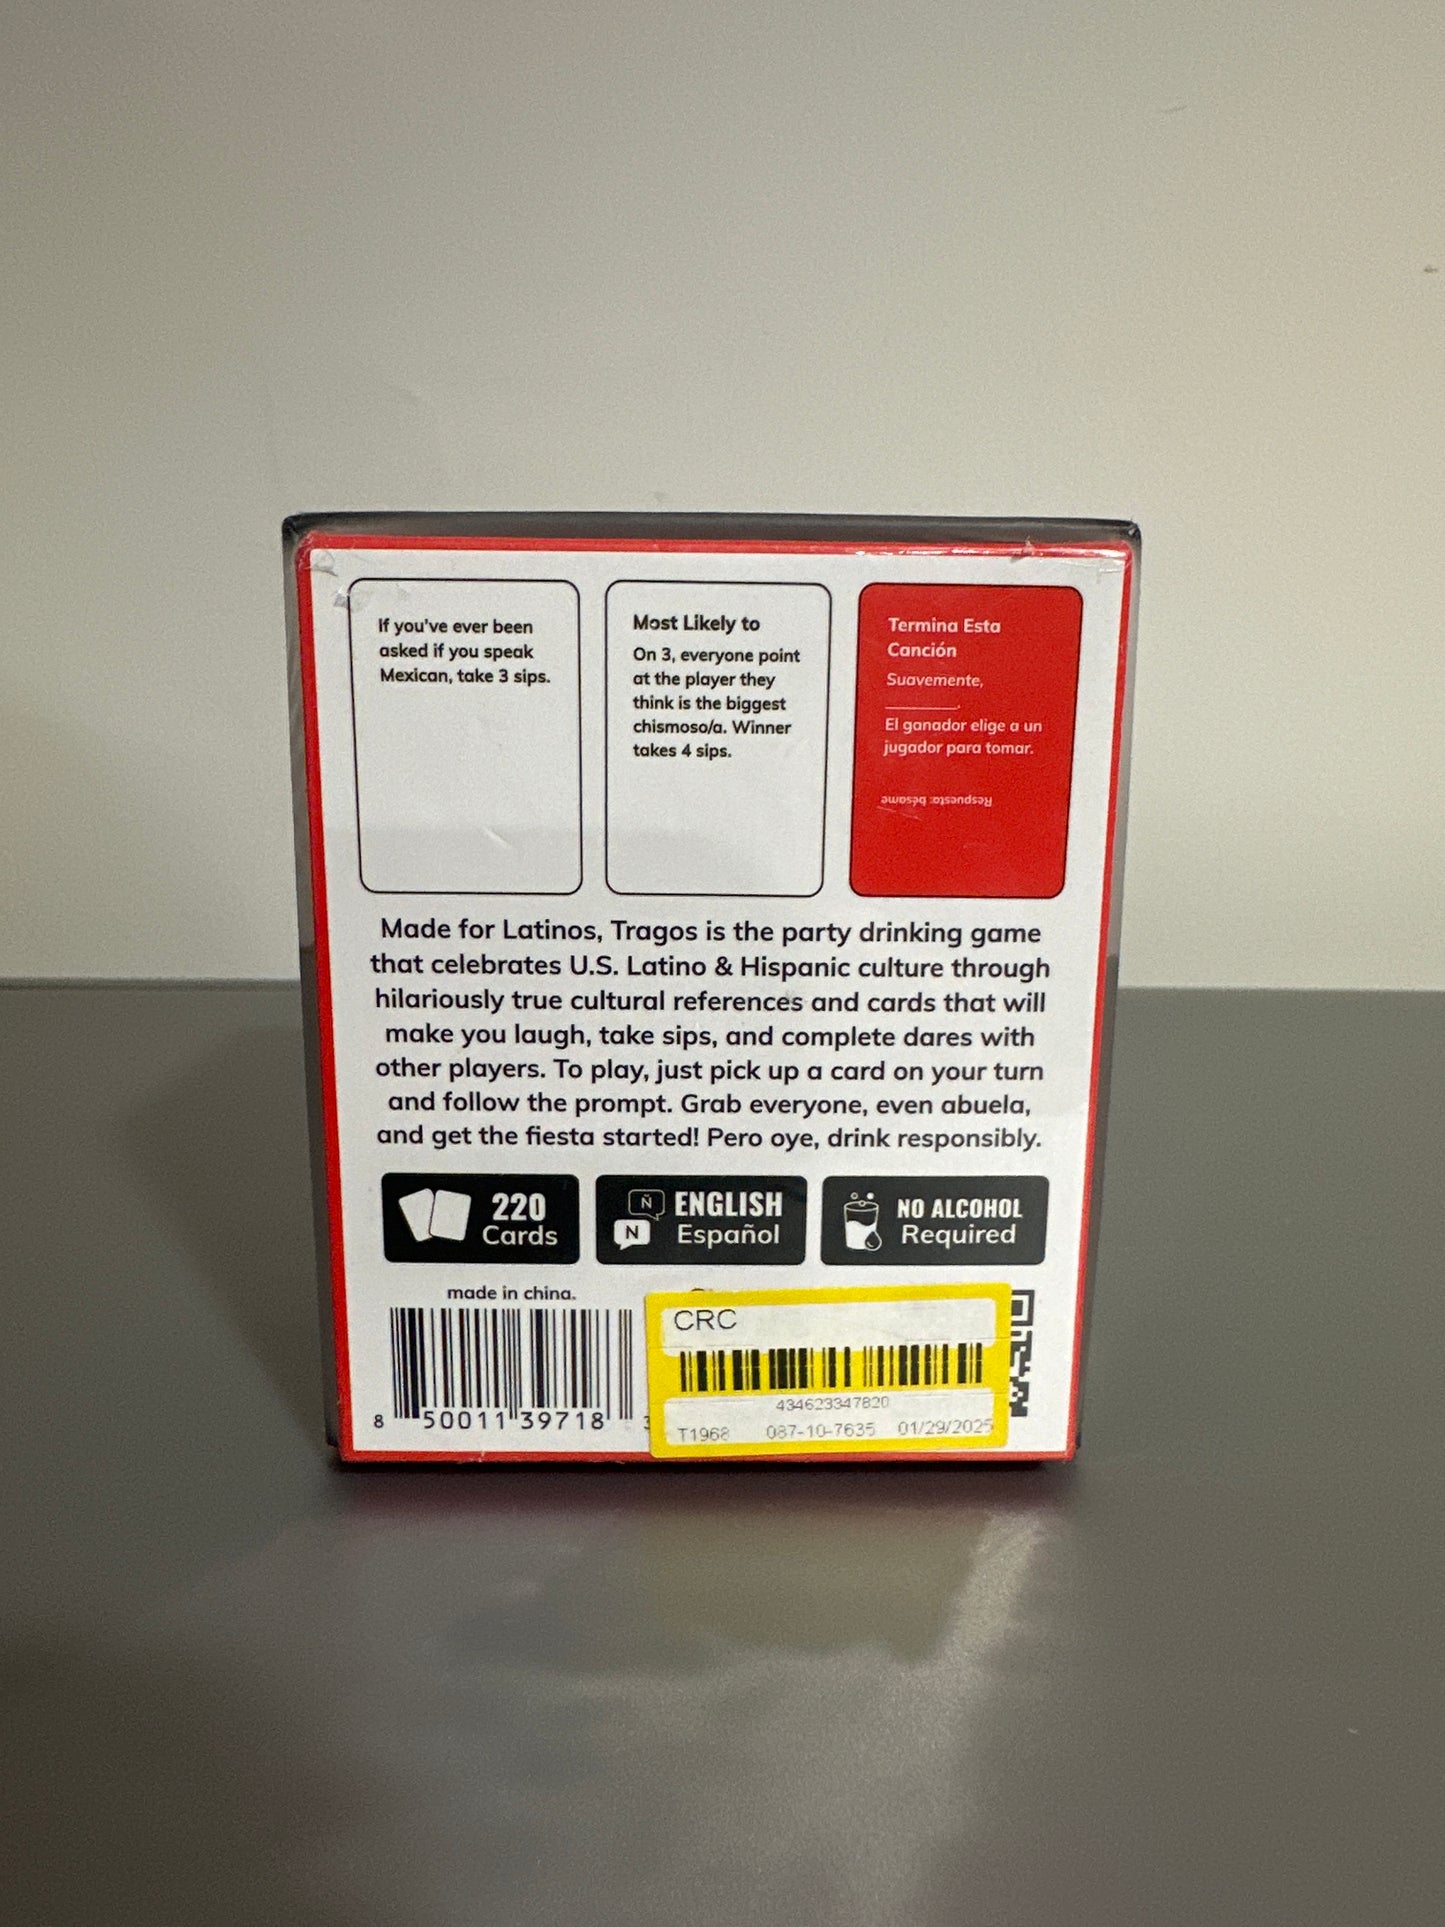 If you've ever been
asked if you speak
Mexican, take 3 sips.
Most Likely to
On 3, everyone point
at the player they
think is the biggest
chismoso/a. Winner
takes 4 sips.
Termina Esta
Canción
Suavemente,
________.
El ganador elige a un
jugador para tomar.
Respuesta: bésame
Made for Latinos, Tragos is the party drinking game
that celebrates U.S. Latino & Hispanic culture through
hilariously true cultural references and cards that will
make you laugh, take sips, and complete dares with
other players. To play, just pick up a card on your turn
and follow the prompt. Grab everyone, even abuela,
and get the fiesta started! Pero oye, drink responsibly.
220
Cards
Ñ
N
ENGLISH
Español
NO ALCOHOL
Required
made in china.
8 50011 39718 3
CRC
434623347820
T1968 087-10-7635 01/29/2025